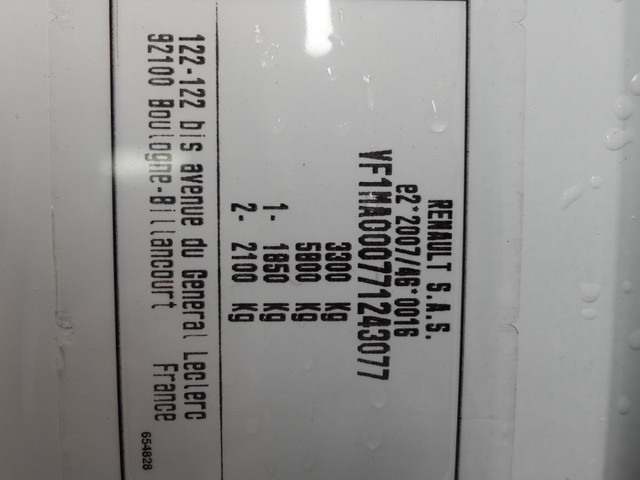 RENAULT S.A.S.
e2*2007/46*0016
VF1MA000771243077
3300 Kg
5800 Kg
1- 1850 Kg
2- 2100 Kg
122-122 bis avenue du General Leclerc
92100 Boulogne-Billancourt France
654828